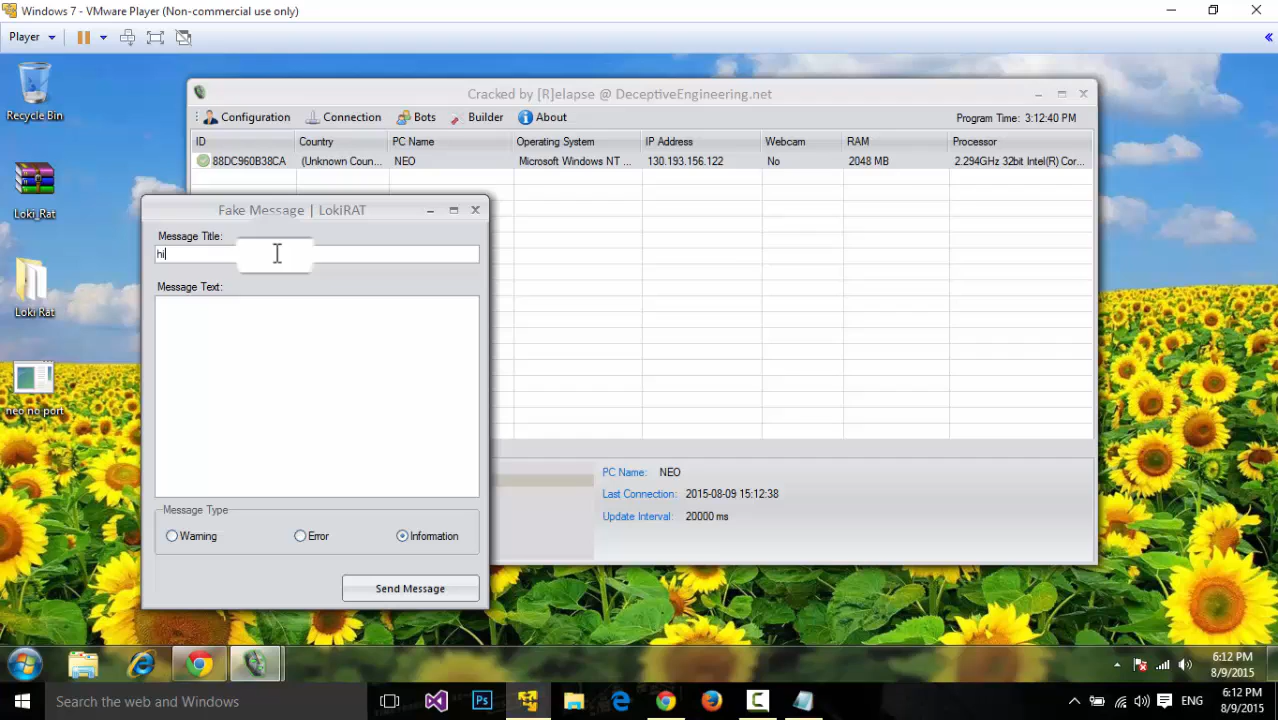 Windows 7 - VMware Player (Non-commercial use only)
Player
Recycle Bin
Loki_Rat
Loki Rat
neo no port
Cracked by [R]elapse @ DeceptiveEngineering.net
Configuration Connection Bots Builder About Program Time: 3:12:40 PM
ID Country PC Name Operating System IP Address Webcam RAM Processor
88DC960B38CA (Unknown Coun... NEO Microsoft Windows NT ... 130.193.156.122 No 2048 MB 2.294GHz 32bit Intel(R) Cor...
Fake Message | LokiRAT
Message Title:
hi
Message Text:
Message Type
Warning Error Information
Send Message
PC Name: NEO
Last Connection: 2015-08-09 15:12:38
Update Interval: 20000 ms
6:12 PM
8/9/2015
Search the web and Windows
ENG
6:12 PM
8/9/2015